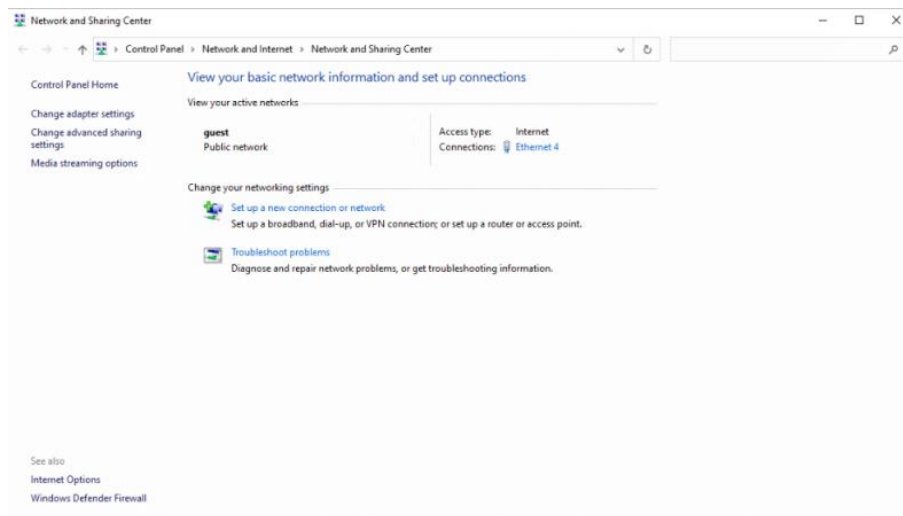 Network and Sharing Center
Control Panel › Network and Internet › Network and Sharing Center
Control Panel Home
Change adapter settings
Change advanced sharing
settings
Media streaming options
View your basic network information and set up connections
View your active networks
guest
Public network
Access type: Internet
Connections: Ethernet 4
Change your networking settings
Set up a new connection or network
Set up a broadband, dial-up, or VPN connection; or set up a router or access point.
Troubleshoot problems
Diagnose and repair network problems, or get troubleshooting information.
See also
Internet Options
Windows Defender Firewall